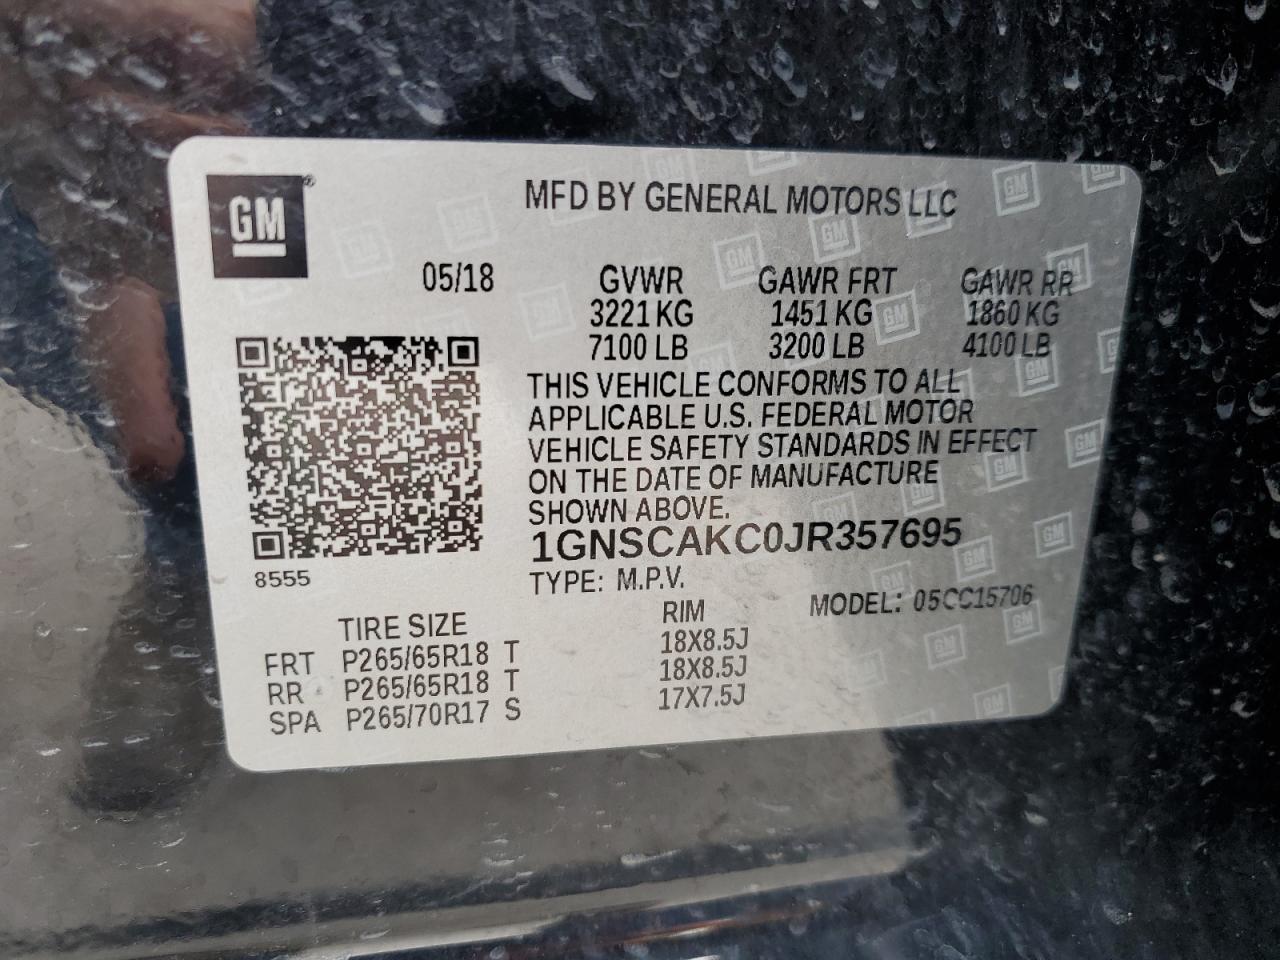 GM
MFD BY GENERAL MOTORS LLC
05/18
GVWR GAWR FRT GAWR RR
3221 KG 1451 KG 1860 KG
7100 LB 3200 LB 4100 LB
THIS VEHICLE CONFORMS TO ALL
APPLICABLE U.S. FEDERAL MOTOR
VEHICLE SAFETY STANDARDS IN EFFECT
ON THE DATE OF MANUFACTURE
SHOWN ABOVE.
1GNSCAKC0JR357695
8555
TYPE: M.P.V.
MODEL: 05CC15706
TIRE SIZE RIM
FRT P265/65R18 T 18X8.5J
RR P265/65R18 T 18X8.5J
SPA P265/70R17 S 17X7.5J